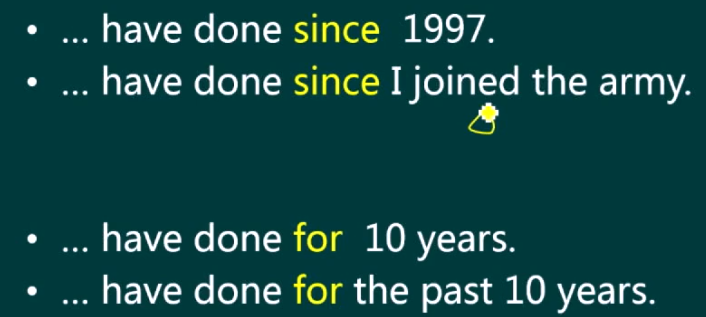 • ... have done since 1997.
• ... have done since I joined the army.
• ... have done for 10 years.
• ... have done for the past 10 years.